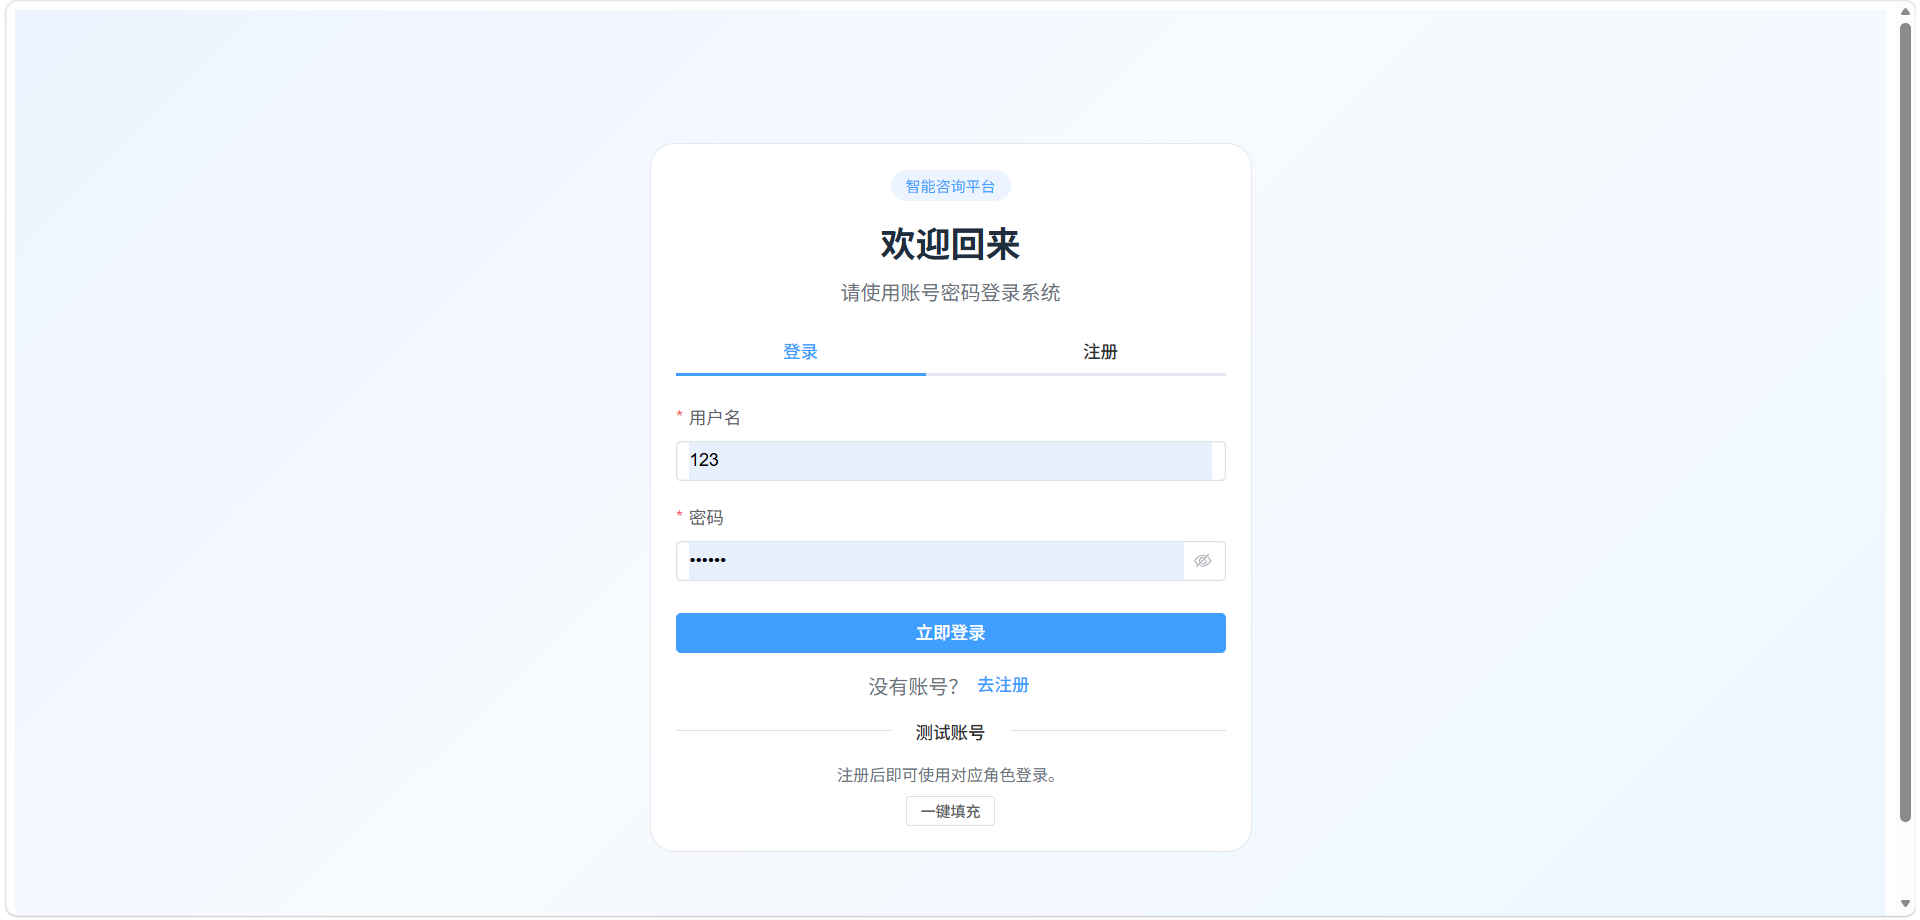 智能咨询平台
欢迎回来
请使用账号密码登录系统
登录 注册
* 用户名
123
* 密码
••••••
立即登录
没有账号？ 去注册
测试账号
注册后即可使用对应角色登录。
一键填充